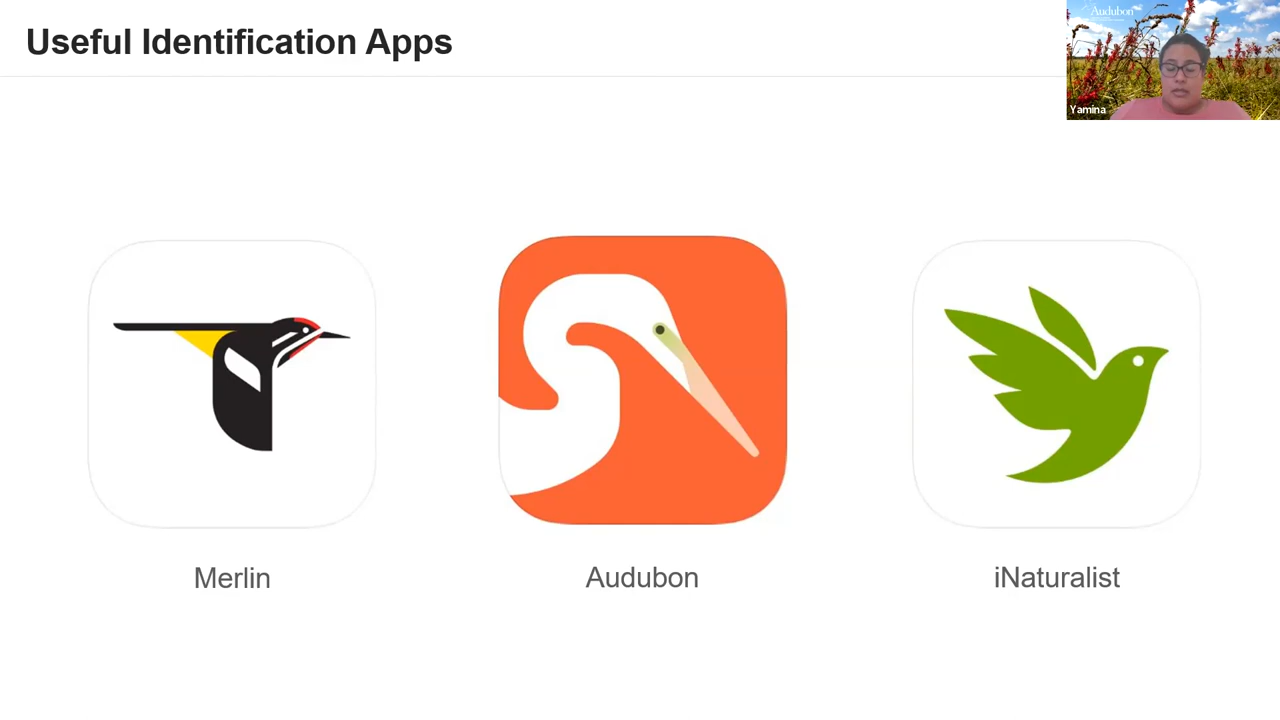 Useful Identification Apps
Audubon
Yamina
Merlin
Audubon
iNaturalist